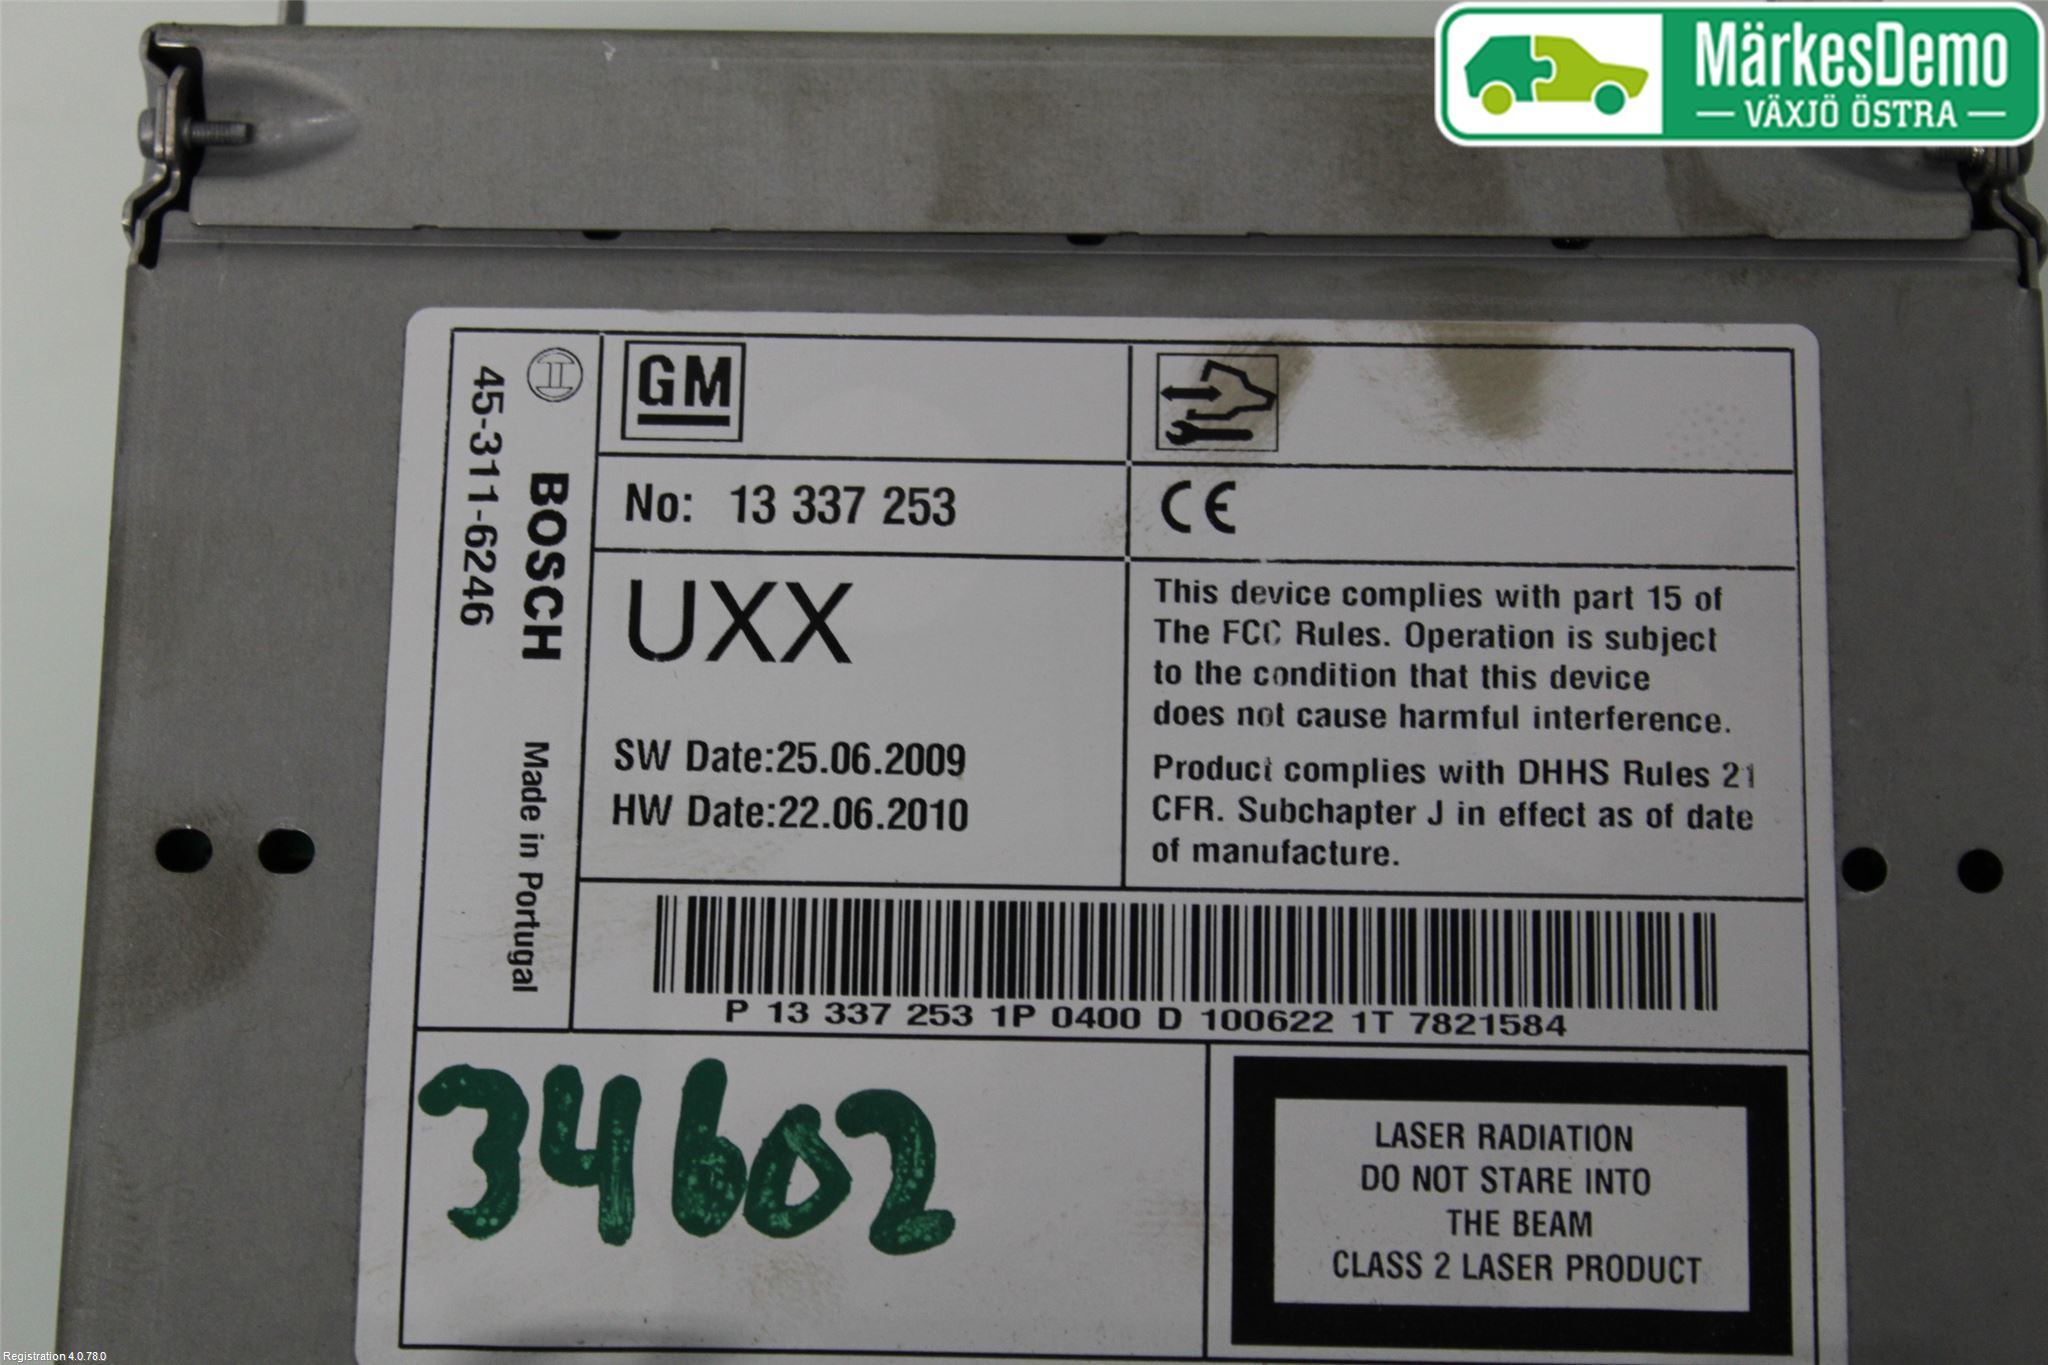 MärkesDemo
VÄXJÖ ÖSTRA
GM
45-311-6246
BOSCH Made in Portugal
No: 13 337 253
CE
UXX
SW Date:25.06.2009
HW Date:22.06.2010
This device complies with part 15 of
The FCC Rules. Operation is subject
to the condition that this device
does not cause harmful interference.
Product complies with DHHS Rules 21
CFR. Subchapter J in effect as of date
of manufacture.
P 13 337 253 1P 0400 D 100622 1T 7821584
34602
LASER RADIATION
DO NOT STARE INTO
THE BEAM
CLASS 2 LASER PRODUCT
Registration 4.0.78.0